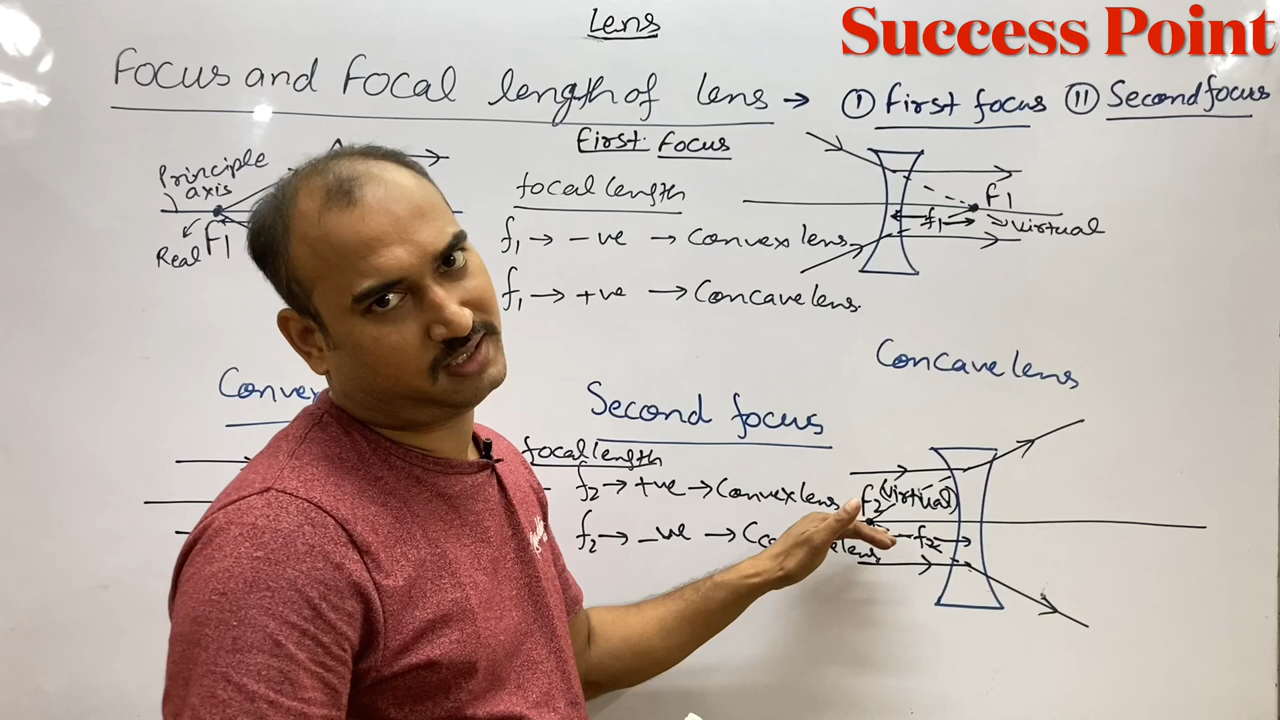 Lens
Success Point
Focus and Focal length of lens → (I) First focus (II) Second focus
First focus
Principle
axis
Real
F1
focal length
f1 → -ve → Convex lens
f1 → +ve → Concave lens
F1
f1
virtual
Conve
Second focus
Concave lens
focal length
f2 → +ve → Convex lens
f2 → -ve → C
lens
F2 (virtual)
f2